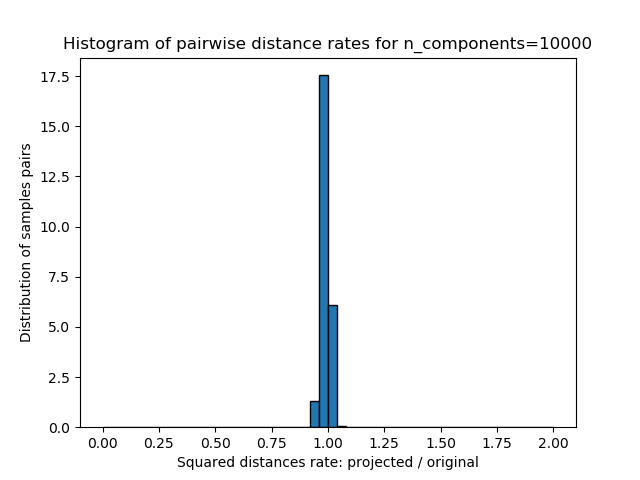 Histogram of pairwise distance rates for n_components=10000
17.5
15.0
12.5
10.0
7.5
5.0
2.5
0.0
Distribution of samples pairs
0.00 0.25 0.50 0.75 1.00 1.25 1.50 1.75 2.00
Squared distances rate: projected / original